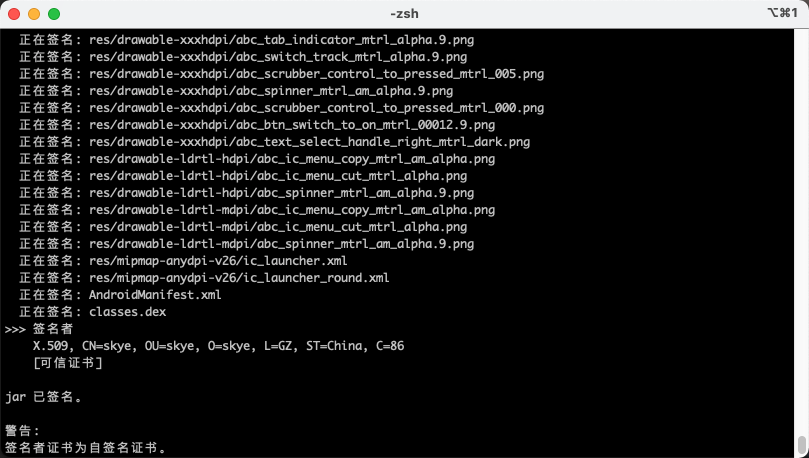 -zsh
⌥⌘1
正在签名: res/drawable-xxxhdpi/abc_tab_indicator_mtrl_alpha.9.png
正在签名: res/drawable-xxxhdpi/abc_switch_track_mtrl_alpha.9.png
正在签名: res/drawable-xxxhdpi/abc_scrubber_control_to_pressed_mtrl_005.png
正在签名: res/drawable-xxxhdpi/abc_spinner_mtrl_am_alpha.9.png
正在签名: res/drawable-xxxhdpi/abc_scrubber_control_to_pressed_mtrl_000.png
正在签名: res/drawable-xxxhdpi/abc_btn_switch_to_on_mtrl_00012.9.png
正在签名: res/drawable-xxxhdpi/abc_text_select_handle_right_mtrl_dark.png
正在签名: res/drawable-ldrtl-hdpi/abc_ic_menu_copy_mtrl_am_alpha.png
正在签名: res/drawable-ldrtl-hdpi/abc_ic_menu_cut_mtrl_alpha.png
正在签名: res/drawable-ldrtl-hdpi/abc_spinner_mtrl_am_alpha.9.png
正在签名: res/drawable-ldrtl-mdpi/abc_ic_menu_copy_mtrl_am_alpha.png
正在签名: res/drawable-ldrtl-mdpi/abc_ic_menu_cut_mtrl_alpha.png
正在签名: res/drawable-ldrtl-mdpi/abc_spinner_mtrl_am_alpha.9.png
正在签名: res/mipmap-anydpi-v26/ic_launcher.xml
正在签名: res/mipmap-anydpi-v26/ic_launcher_round.xml
正在签名: AndroidManifest.xml
正在签名: classes.dex
>>> 签名者
X.509, CN=skye, OU=skye, O=skye, L=GZ, ST=China, C=86
[可信证书]
jar 已签名。
警告:
签名者证书为自签名证书。